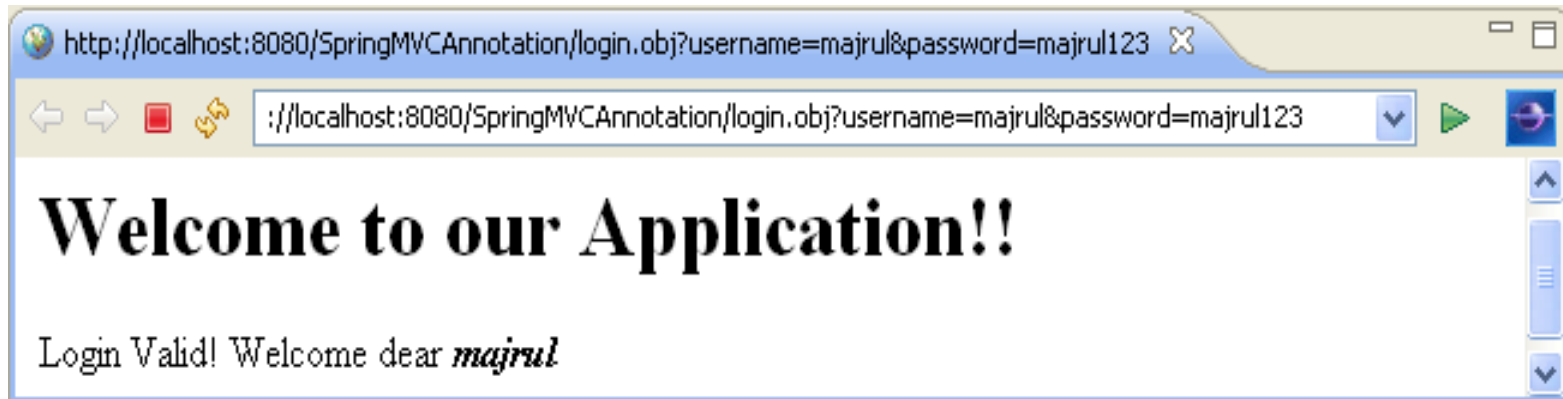 http://localhost:8080/SpringMVCAnnotation/login.obj?username=majrul&password=majrul123
://localhost:8080/SpringMVCAnnotation/login.obj?username=majrul&password=majrul123
Welcome to our Application!!
Login Valid! Welcome dear majrul